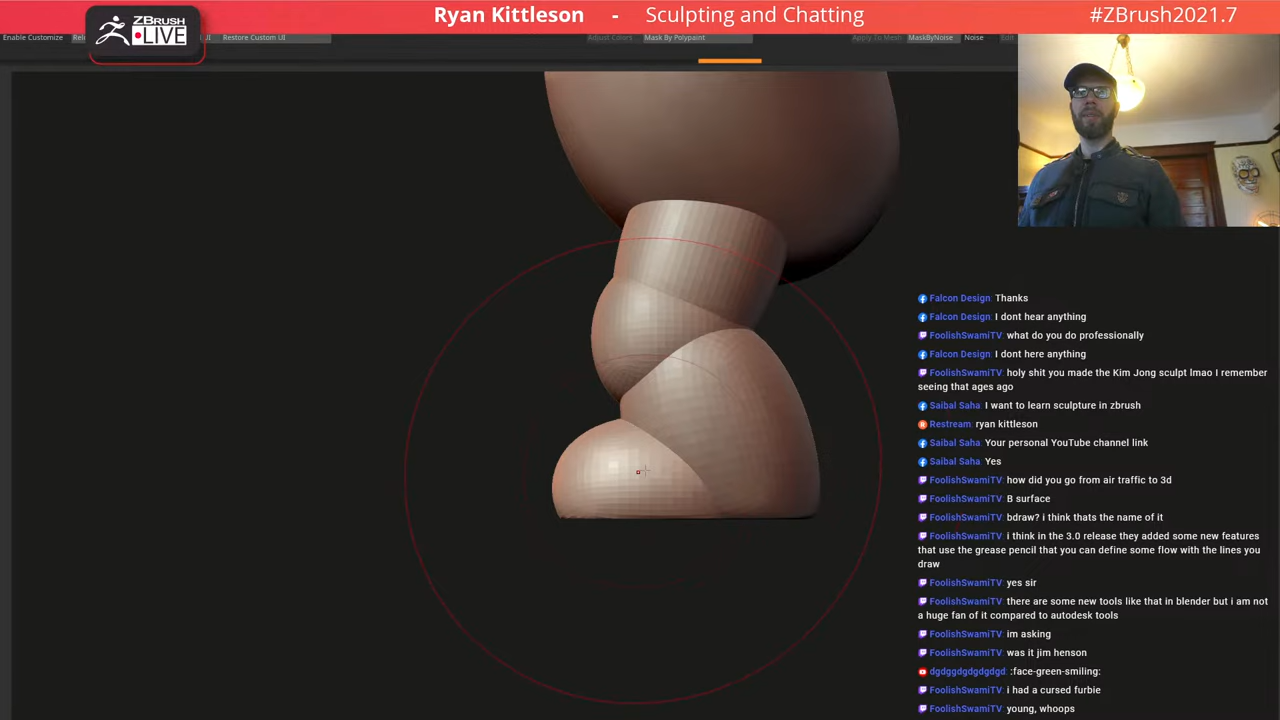 Ryan Kittleson - Sculpting and Chatting #ZBrush2021.7
ZBRUSH
LIVE
Enable Customize UI Restore Custom UI Adjust Colors Mask By Polypaint Apply To Mesh MaskByNoise Noise Edit
Falcon Design: Thanks
Falcon Design: I dont hear anything
FoolishSwamiTV: what do you do professionally
Falcon Design: I dont here anything
FoolishSwamiTV: holy shit you made the Kim Jong sculpt lmao I remember
seeing that ages ago
Saibal Saha: I want to learn sculpture in zbrush
Restream: ryan kittleson
Saibal Saha: Your personal YouTube channel link
Saibal Saha: Yes
FoolishSwamiTV: how did you go from air traffic to 3d
FoolishSwamiTV: B surface
FoolishSwamiTV: bdraw? i think thats the name of it
FoolishSwamiTV: i think in the 3.0 release they added some new features
that use the grease pencil that you can define some flow with the lines you
draw
FoolishSwamiTV: yes sir
FoolishSwamiTV: there are some new tools like that in blender but i am not
a huge fan of it compared to autodesk tools
FoolishSwamiTV: im asking
FoolishSwamiTV: was it jim henson
dgdggdgdgdgdgd: :face-green-smiling:
FoolishSwamiTV: i had a cursed furbie
FoolishSwamiTV: young, whoops